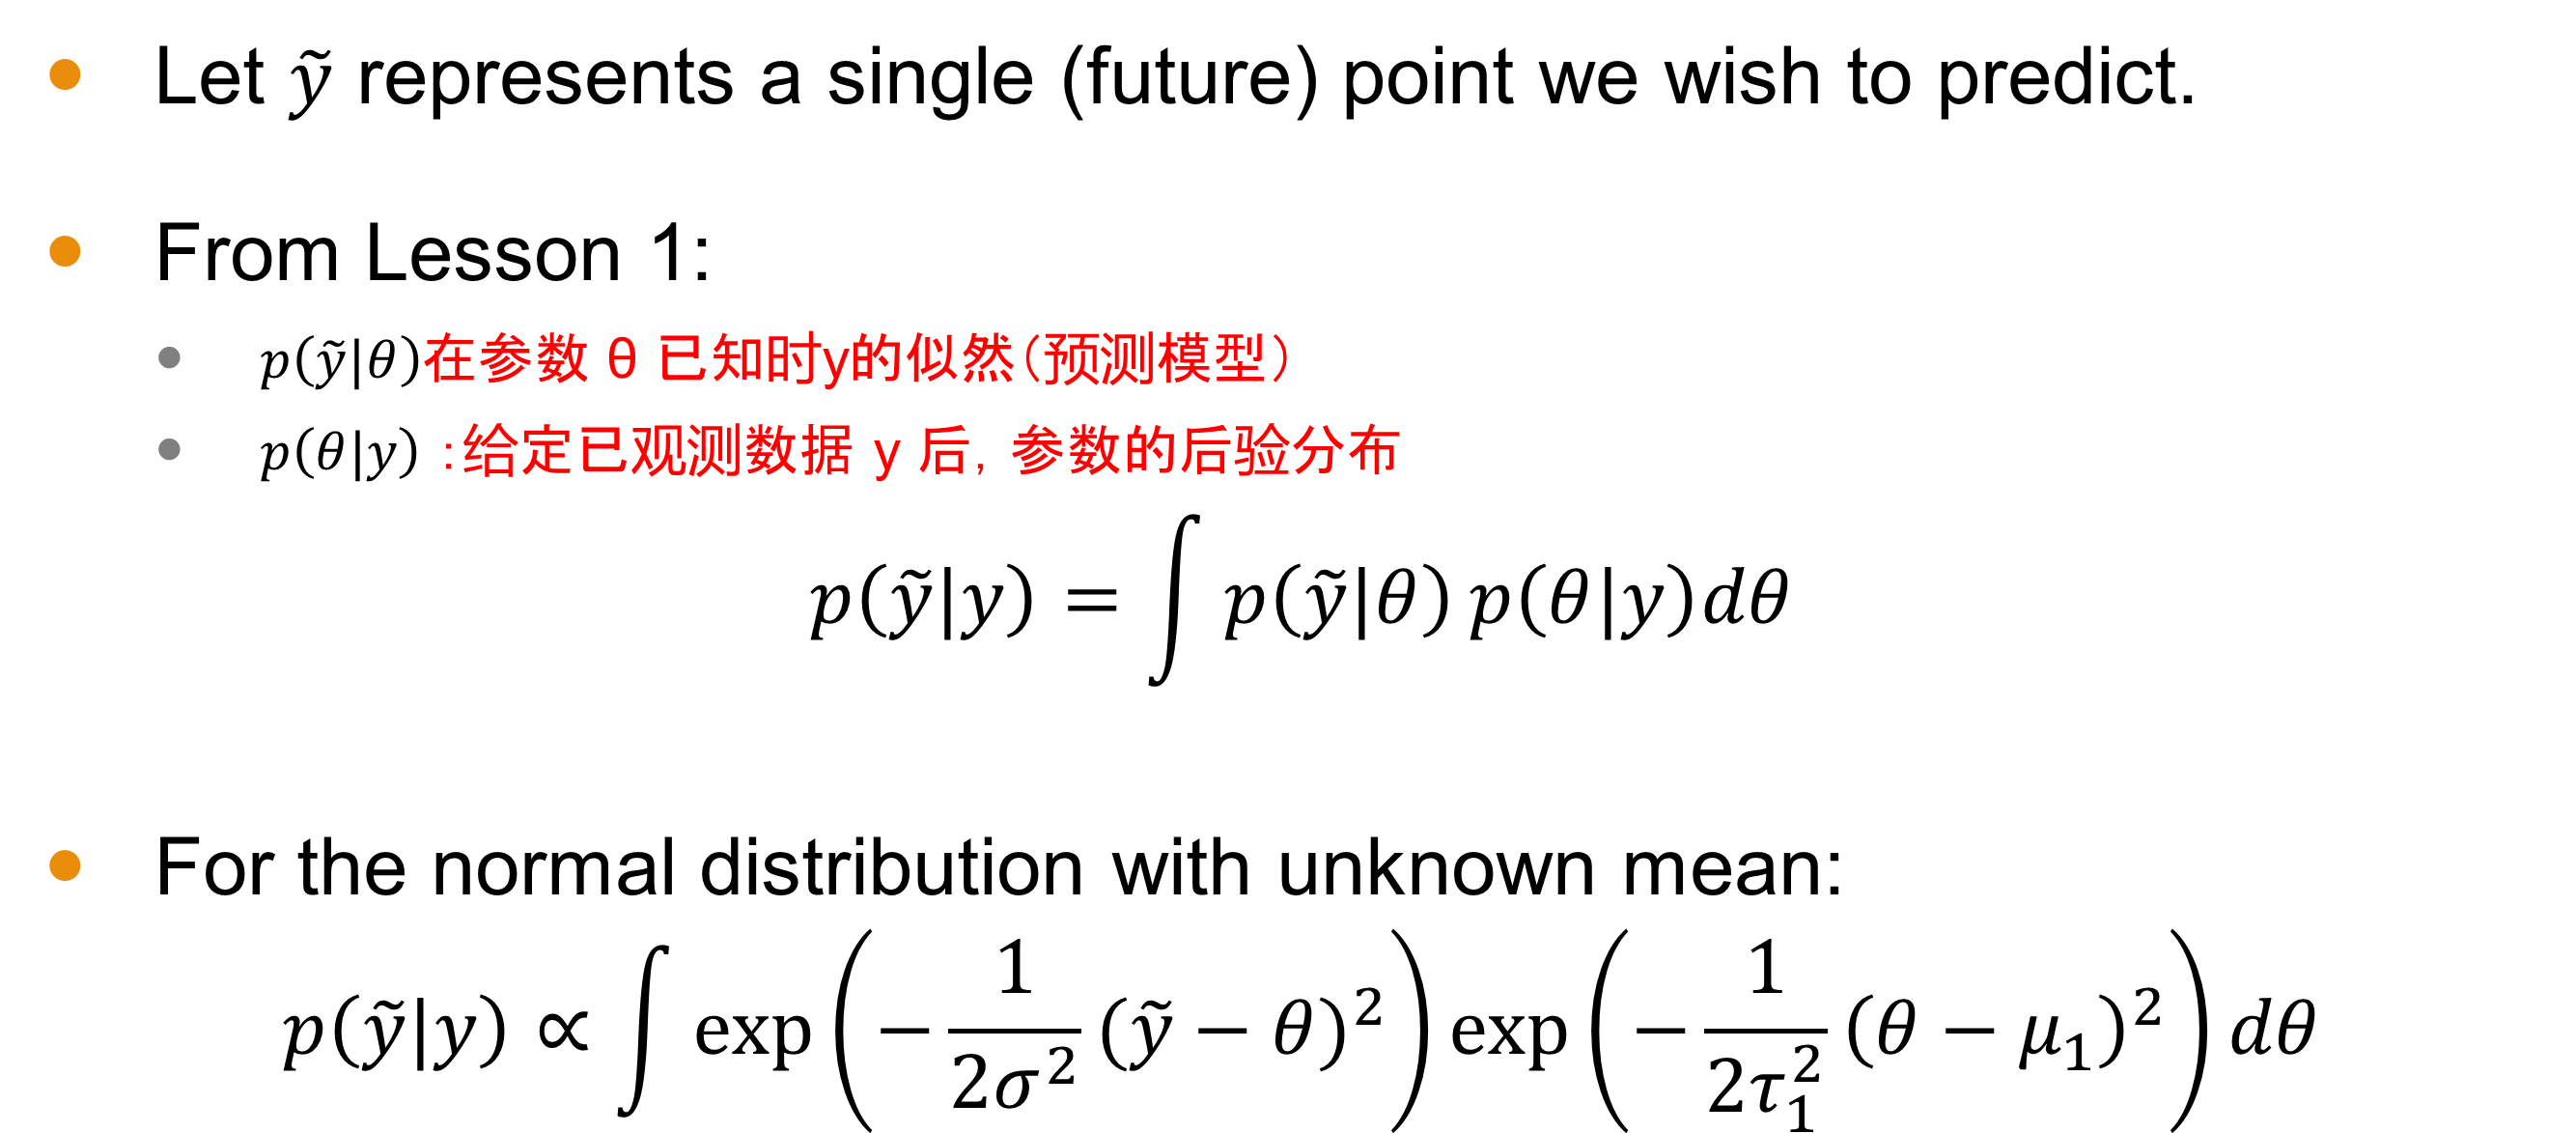 • Let ỹ represents a single (future) point we wish to predict.
• From Lesson 1:
• p(ỹ|θ)在参数 θ 已知时y的似然（预测模型）
• p(θ|y) ：给定已观测数据 y 后，参数的后验分布
p(ỹ|y) = ∫ p(ỹ|θ) p(θ|y)dθ
• For the normal distribution with unknown mean:
p(ỹ|y) ∝ ∫ exp(−1/(2σ²) (ỹ − θ)²) exp(−1/(2τ₁²) (θ − μ₁)²) dθ